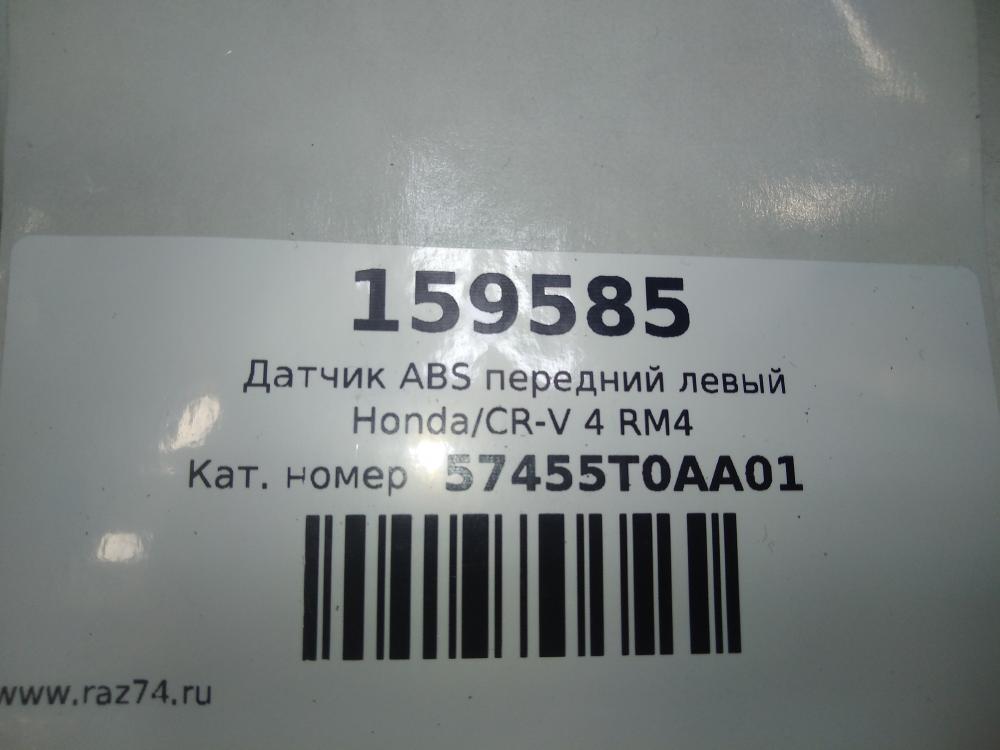 159585
Датчик ABS передний левый
Honda/CR-V 4 RM4
Кат. номер 57455T0AA01
www.raz74.ru